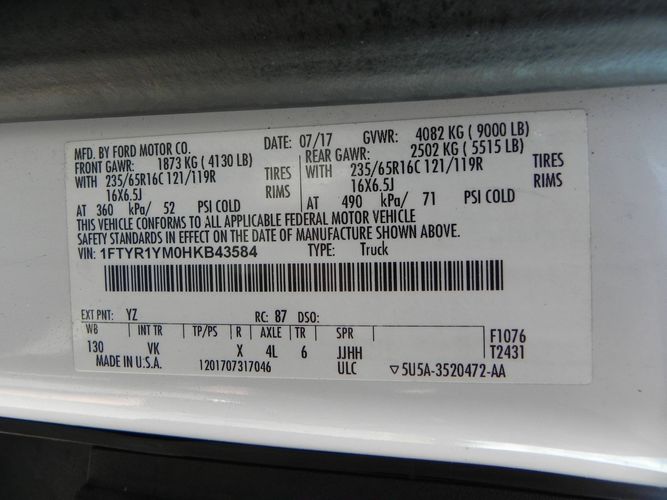 MFD. BY FORD MOTOR CO. DATE: 07/17 GVWR: 4082 KG ( 9000 LB)
FRONT GAWR: 1873 KG ( 4130 LB) REAR GAWR: 2502 KG ( 5515 LB)
WITH 235/65R16C 121/119R TIRES WITH 235/65R16C 121/119R TIRES
16X6.5J RIMS 16X6.5J RIMS
AT 360 kPa/ 52 PSI COLD AT 490 kPa/ 71 PSI COLD
THIS VEHICLE CONFORMS TO ALL APPLICABLE FEDERAL MOTOR VEHICLE
SAFETY STANDARDS IN EFFECT ON THE DATE OF MANUFACTURE SHOWN ABOVE.
VIN: 1FTYR1YM0HKB43584 TYPE: Truck
EXT PNT: YZ RC: 87 DSO:
WB INT TR TP/PS R AXLE TR SPR F1076
130 VK X 4L 6 JJHH T2431
MADE IN U.S.A. 1201707317046 ULC ▽5U5A-3520472-AA